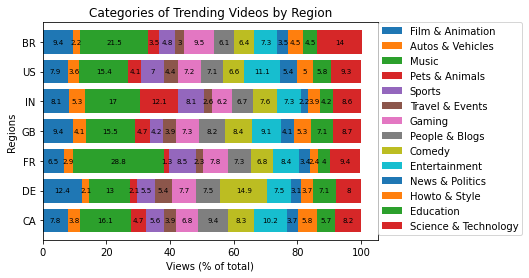 Categories of Trending Videos by Region
BR 9.4 2.2 21.5 3.5 4.8 3 9.5 6.1 6.4 7.3 3.5 4.5 4.5 14
US 7.9 3.6 15.4 4.1 7 4.4 7.2 7.1 6.6 11.1 5.4 5 5.8 9.3
IN 8.1 5.3 17 12.1 8.1 2.6 6.2 6.7 7.6 7.3 2.2 3.9 4.2 8.6
GB 9.4 4.1 15.5 4.7 4.2 3.9 7.3 8.2 8.4 9.1 4.1 5.3 7.1 8.7
FR 6.5 2.9 28.8 1.3 8.5 2.3 7.8 7.3 6.8 8.4 3.4 2.4 4 9.4
DE 12.4 2.1 13 2.1 5.5 5.4 7.7 7.5 14.9 7.5 3.1 3.7 7.1 8
CA 7.8 3.8 16.1 4.7 5.6 3.9 6.8 9.4 8.3 10.2 3.7 5.8 5.7 8.2
Regions
0 20 40 60 80 100
Views (% of total)
Film & Animation
Autos & Vehicles
Music
Pets & Animals
Sports
Travel & Events
Gaming
People & Blogs
Comedy
Entertainment
News & Politics
Howto & Style
Education
Science & Technology